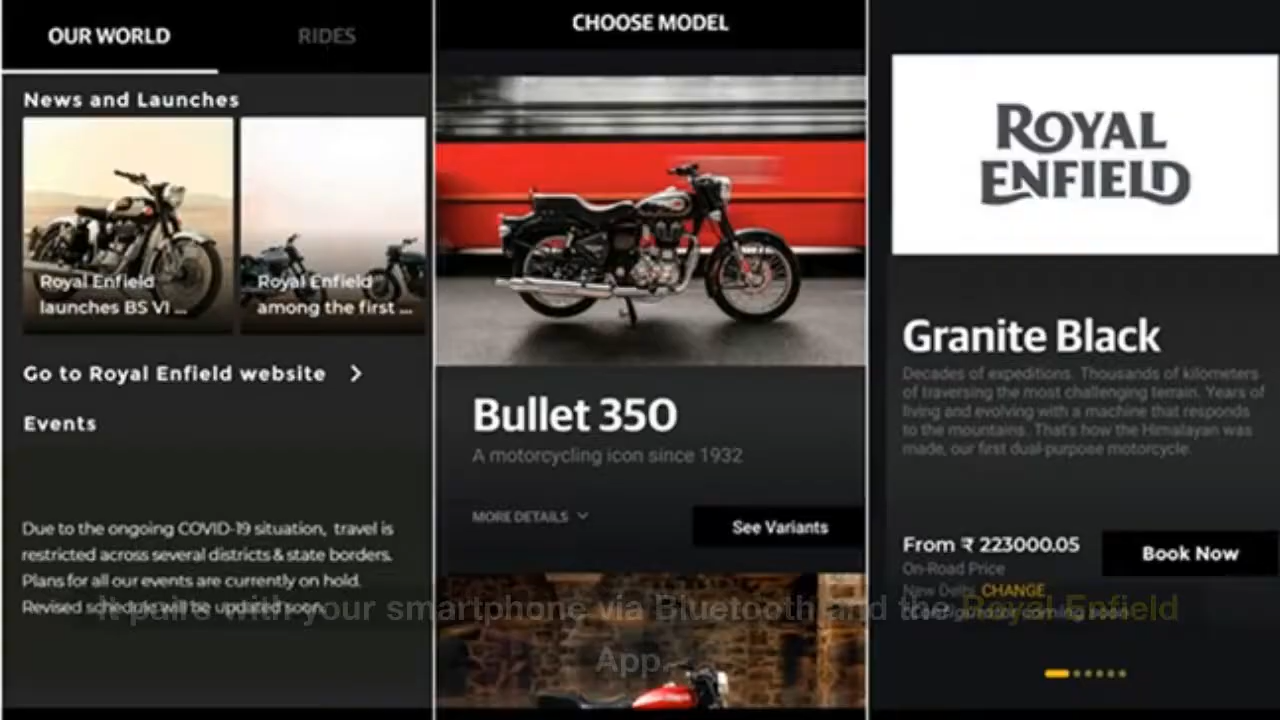 OUR WORLD
RIDES
News and Launches
Royal Enfield
launches BS VI ...
Royal Enfield
among the first ...
Go to Royal Enfield website
Events
Due to the ongoing COVID-19 situation, travel is
restricted across several districts & state borders.
Plans for all our events are currently on hold.
Revised schedule will be updated soon.
CHOOSE MODEL
Bullet 350
A motorcycling icon since 1932
MORE DETAILS
See Variants
ROYAL
ENFIELD
Granite Black
Decades of expeditions. Thousands of kilometers
of traversing the most challenging terrain. Years of
living and evolving with a machine that responds
to the mountains. That's how the Himalayan was
made, our first dual-purpose motorcycle.
From ₹ 223000.05
On-Road Price
New Delhi CHANGE
Configurator coming soon
Book Now
It pairs with your smartphone via Bluetooth and the Royal Enfield
App.